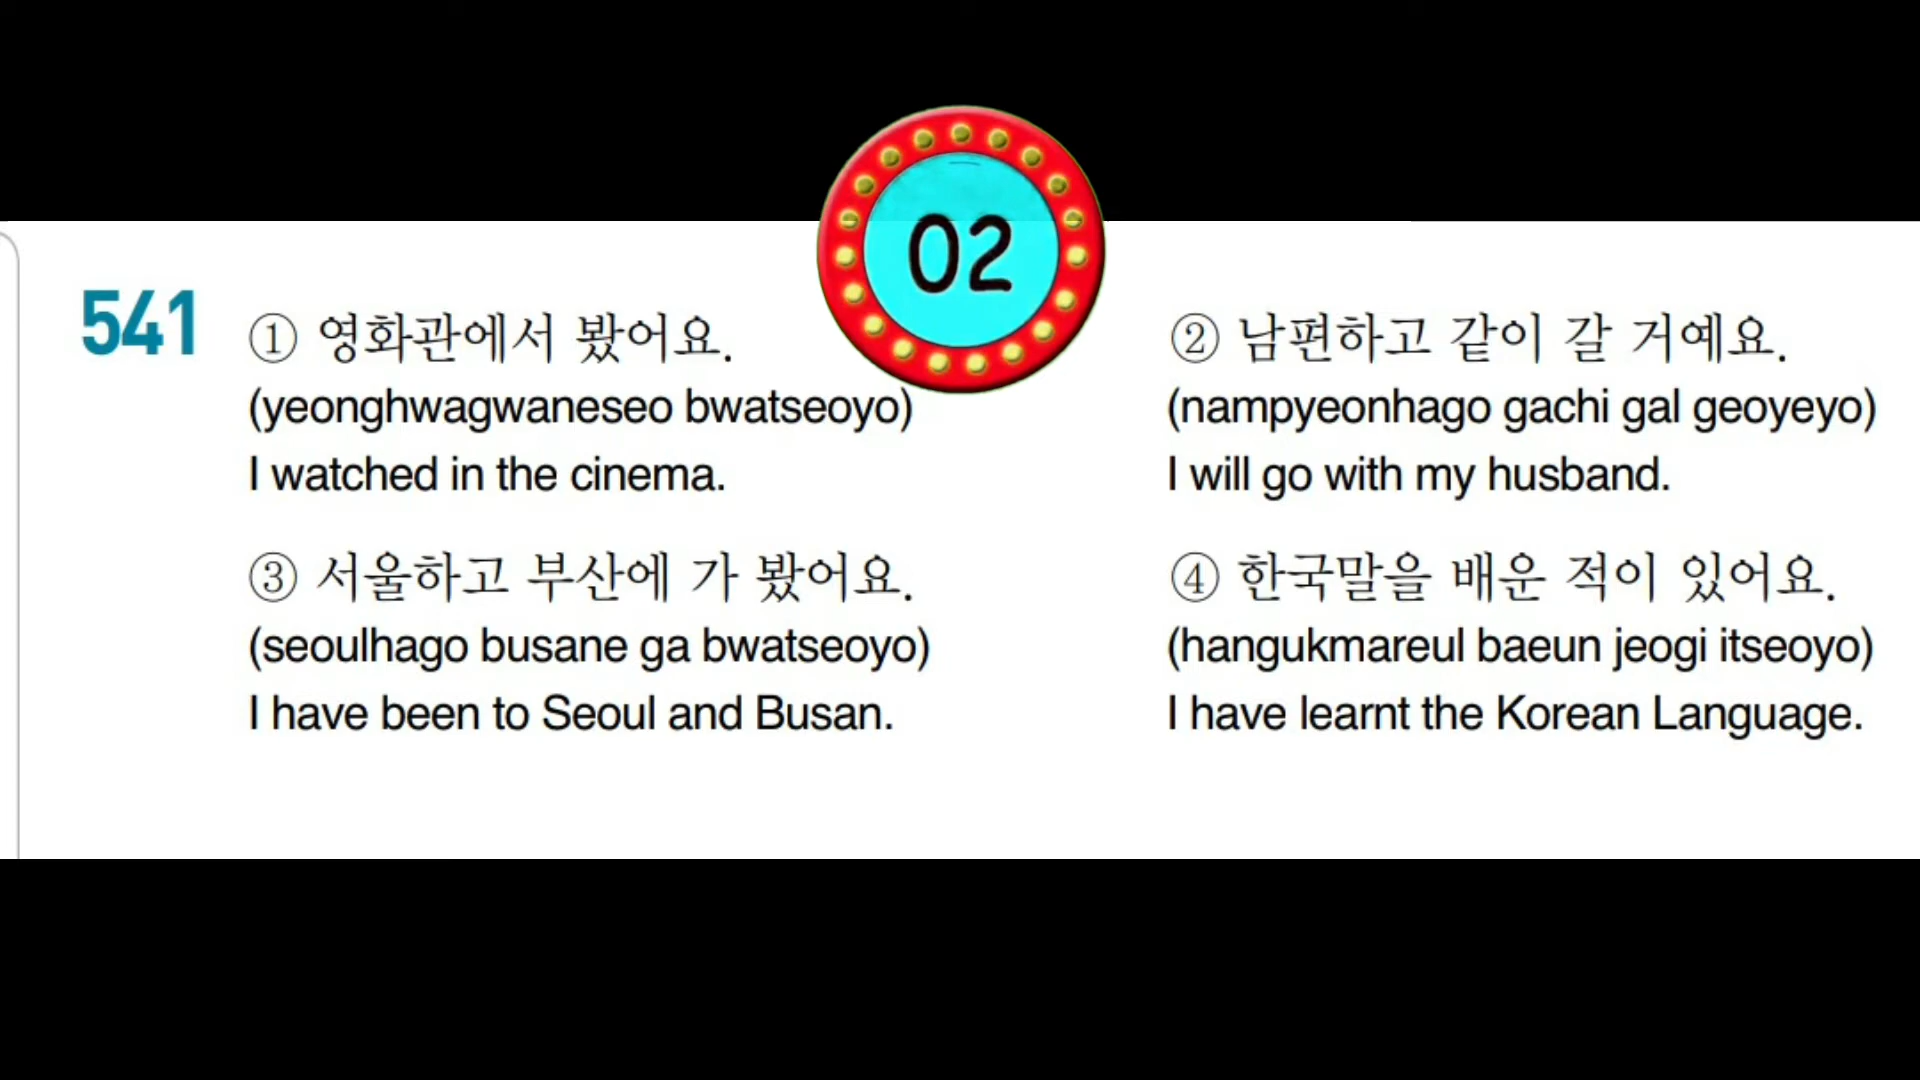 02
541
① 영화관에서 봤어요.
(yeonghwagwaneseo bwatseoyo)
I watched in the cinema.
② 남편하고 같이 갈 거예요.
(nampyeonhago gachi gal geoyeyo)
I will go with my husband.
③ 서울하고 부산에 가 봤어요.
(seoulhago busane ga bwatseoyo)
I have been to Seoul and Busan.
④ 한국말을 배운 적이 있어요.
(hangukmareul baeun jeogi itseoyo)
I have learnt the Korean Language.